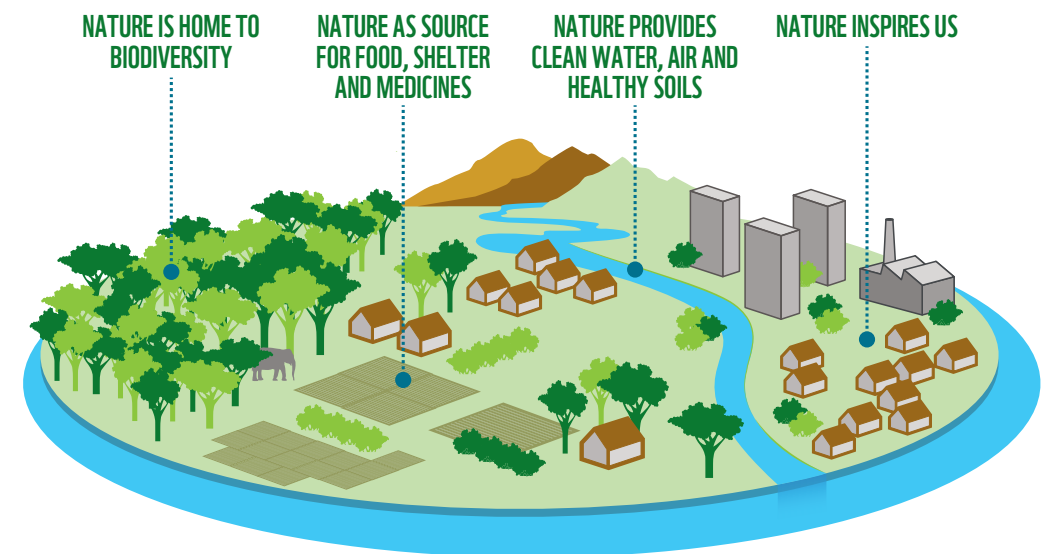 NATURE IS HOME TO
BIODIVERSITY
NATURE AS SOURCE
FOR FOOD, SHELTER
AND MEDICINES
NATURE PROVIDES
CLEAN WATER, AIR AND
HEALTHY SOILS
NATURE INSPIRES US